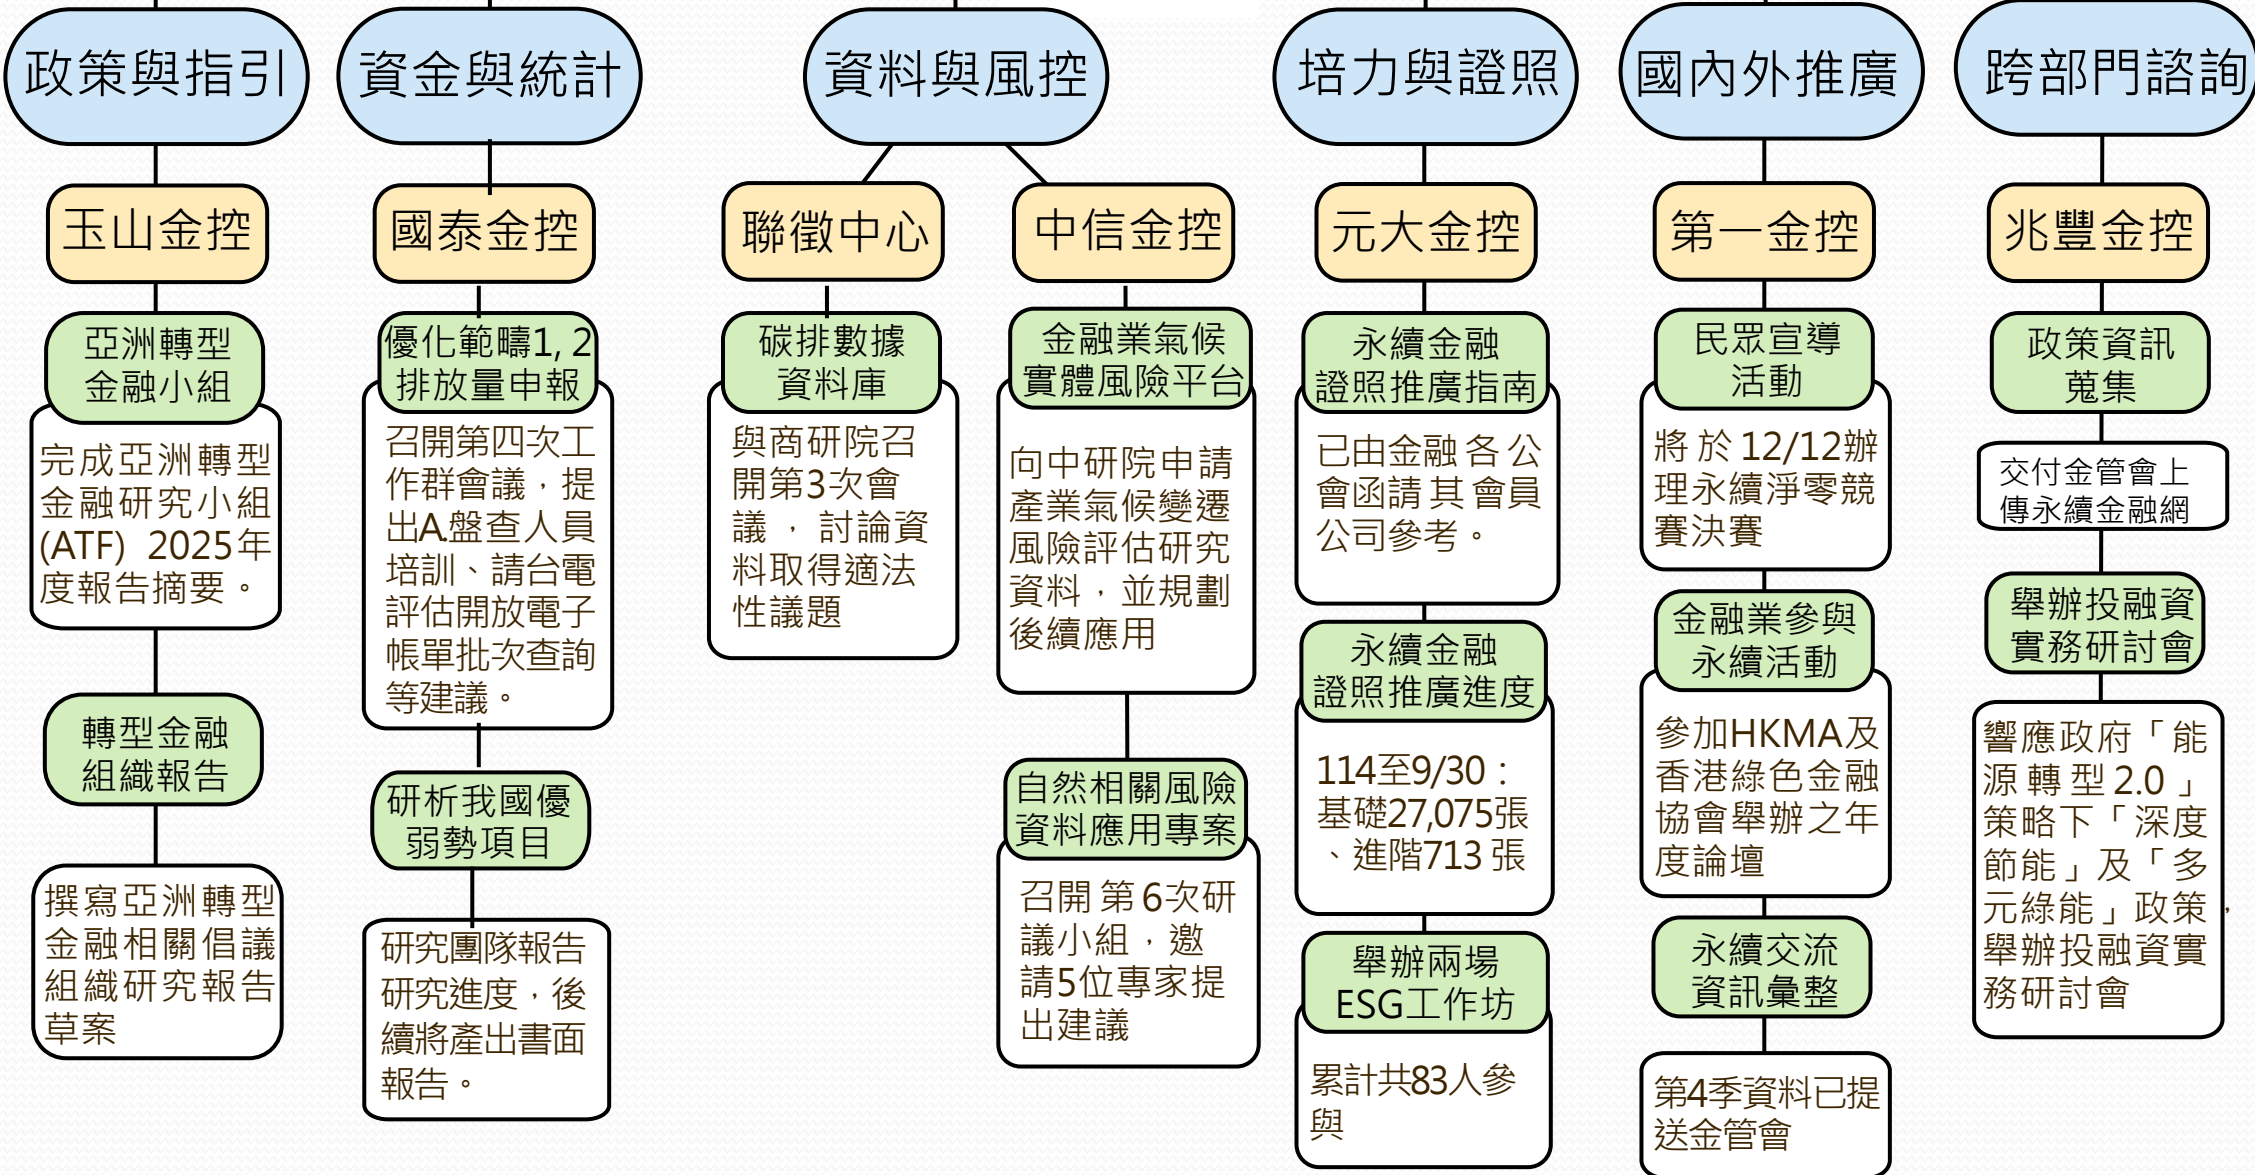 政策與指引
玉山金控
亞洲轉型
金融小組
完成亞洲轉型
金融研究小組
(ATF) 2025年
度報告摘要。
轉型金融
組織報告
撰寫亞洲轉型
金融相關倡議
組織研究報告
草案
資金與統計
國泰金控
優化範疇1, 2
排放量申報
召開第四次工
作群會議，提
出A.盤查人員
培訓、請台電
評估開放電子
帳單批次查詢
等建議。
研析我國優
弱勢項目
研究團隊報告
研究進度，後
續將產出書面
報告。
資料與風控
聯徵中心
碳排數據
資料庫
與商研院召
開第3次會
議，討論資
料取得適法
性議題
中信金控
金融業氣候
實體風險平台
向中研院申請
產業氣候變遷
風險評估研究
資料，並規劃
後續應用
自然相關風險
資料應用專案
召開第6次研
議小組，邀
請5位專家提
出建議
培力與證照
元大金控
永續金融
證照推廣指南
已由金融各公
會函請其會員
公司參考。
永續金融
證照推廣進度
114至9/30：
基礎27,075張
、進階713張
舉辦兩場
ESG工作坊
累計共83人參
與
國內外推廣
第一金控
民眾宣導
活動
將於12/12辦
理永續淨零競
賽決賽
金融業參與
永續活動
參加HKMA及
香港綠色金融
協會舉辦之年
度論壇
永續交流
資訊彙整
第4季資料已提
送金管會
跨部門諮詢
兆豐金控
政策資訊
蒐集
交付金管會上
傳永續金融網
舉辦投融資
實務研討會
響應政府「能
源轉型2.0」
策略下「深度
節能」及「多
元綠能」政策，
舉辦投融資實
務研討會